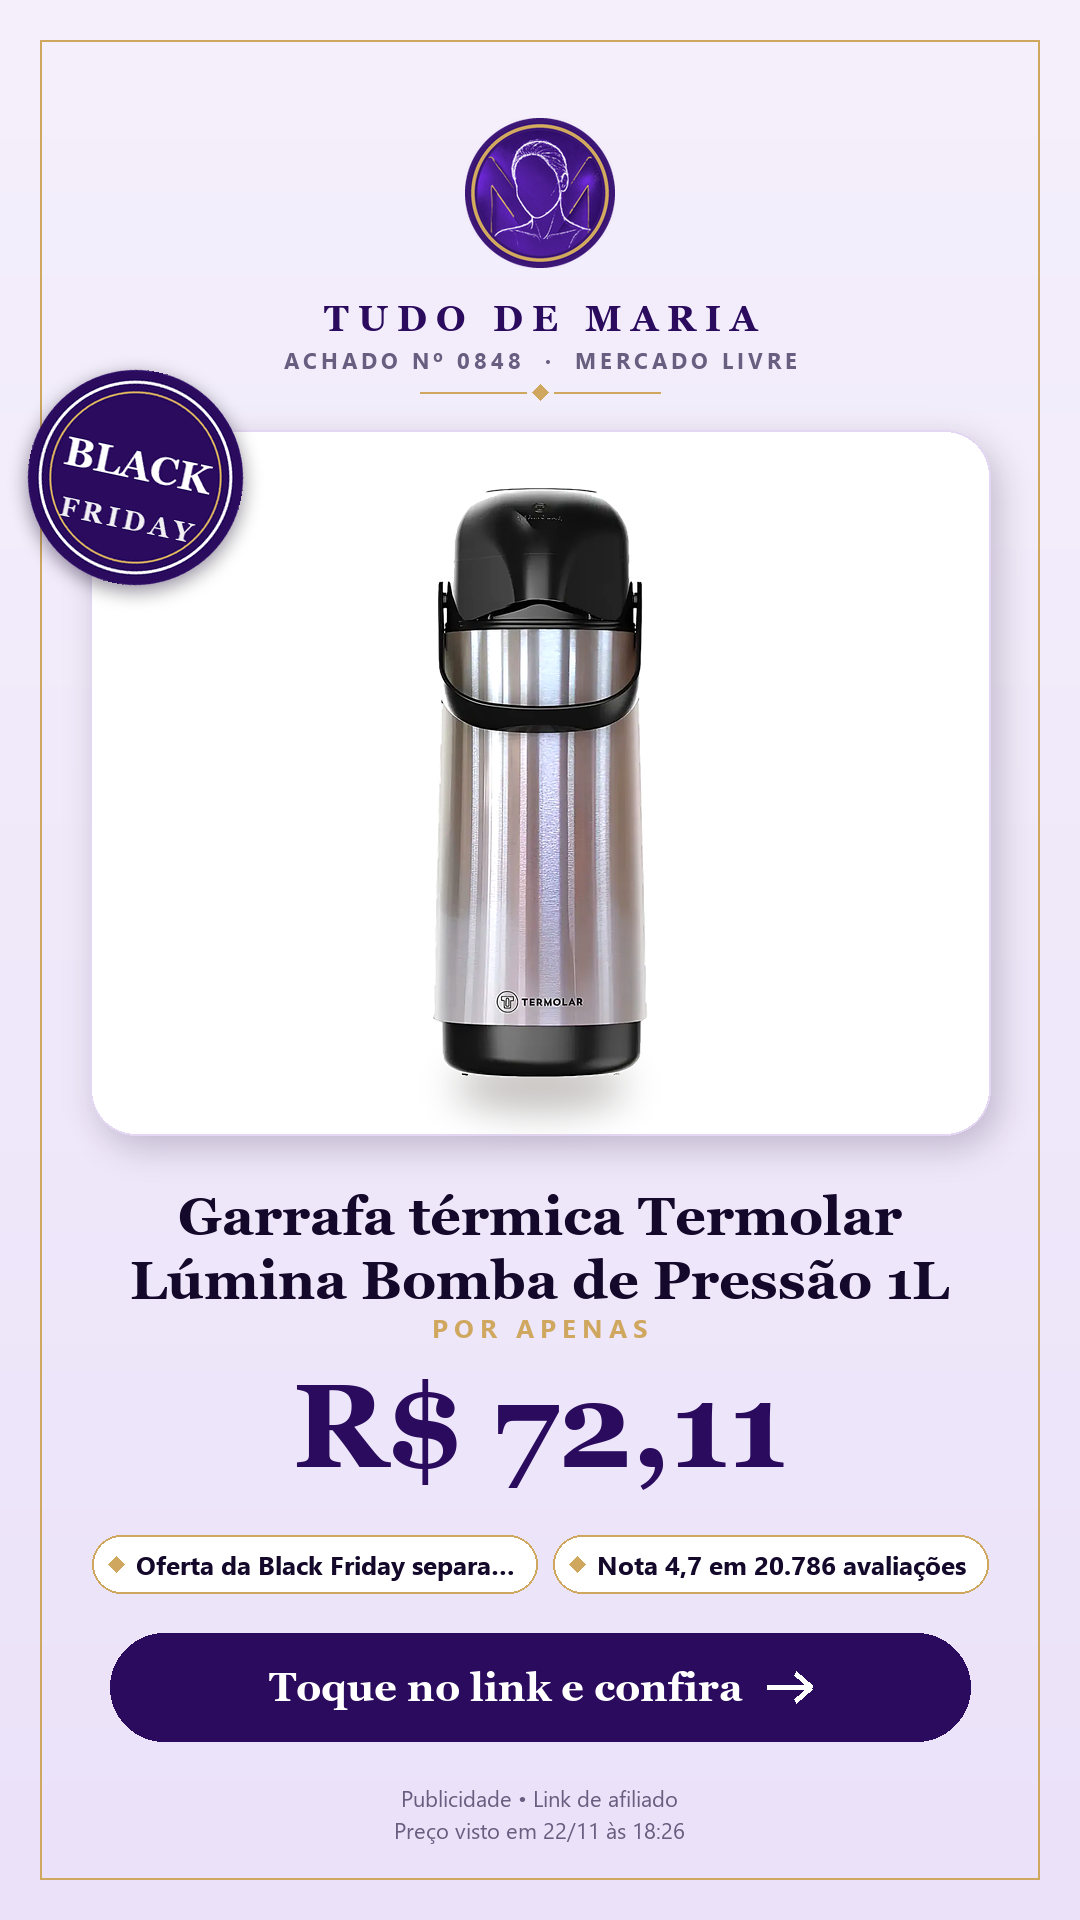 TUDO DE MARIA
ACHADO Nº 0848 · MERCADO LIVRE
BLACK
FRIDAY
TERMOLAR
Garrafa térmica Termolar
Lúmina Bomba de Pressão 1L
POR APENAS
R$ 72,11
Oferta da Black Friday separa...
Nota 4,7 em 20.786 avaliações
Toque no link e confira →
Publicidade • Link de afiliado
Preço visto em 22/11 às 18:26